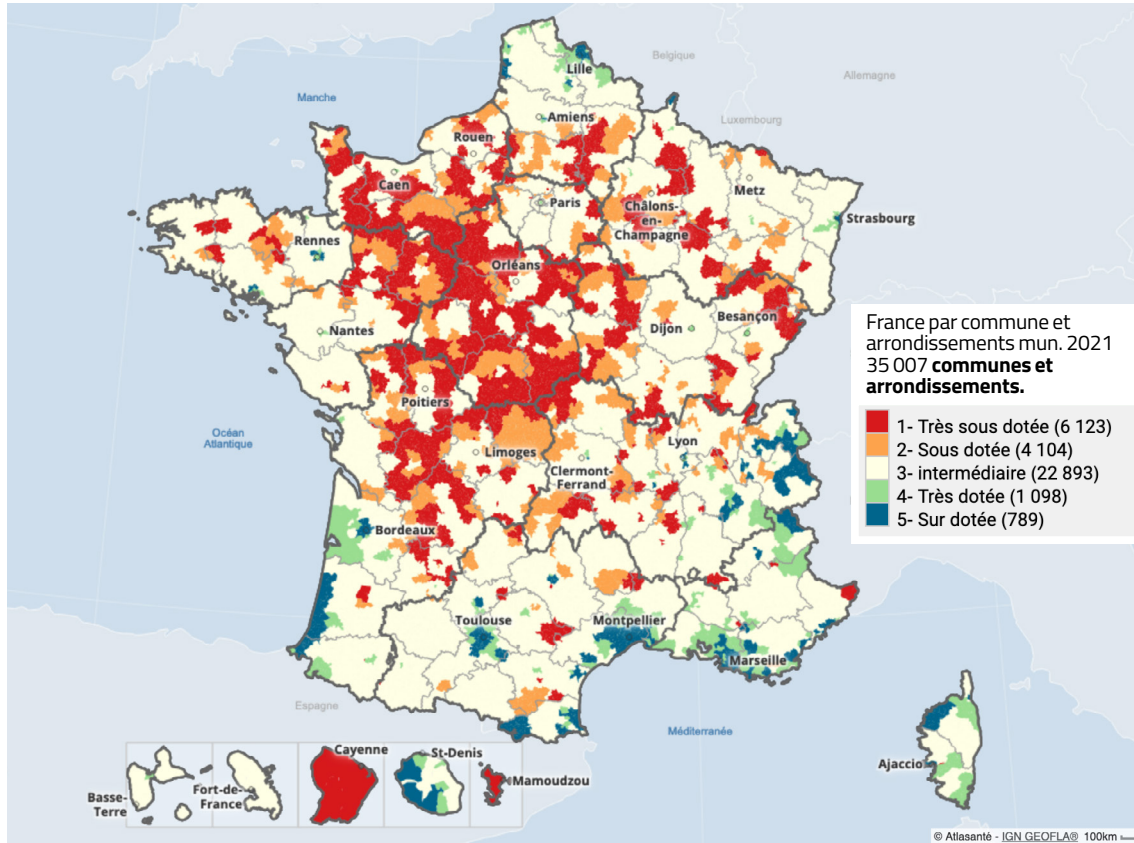 Belgique
Lille
Allemagne
Manche
Luxembourg
Amiens
Rouen
Caen
Metz
Paris
Châlons-
en-
Champagne
Strasbourg
Rennes
Orléans
Nantes
Dijon
Besançon
France par commune et
arrondissements mun. 2021
35 007 communes et
arrondissements.
1- Très sous dotée (6 123)
2- Sous dotée (4 104)
3- intermédiaire (22 893)
4- Très dotée (1 098)
5- Sur dotée (789)
Poitiers
Océan
Atlantique
Limoges
Lyon
Clermont-
Ferrand
Bordeaux
Toulouse
Montpellier
Marseille
Espagne
Méditerranée
Ajaccio
Cayenne
St-Denis
Mamoudzou
Basse-
Terre
Fort-de-
France
© Atlasanté - IGN GEOFLA® 100km